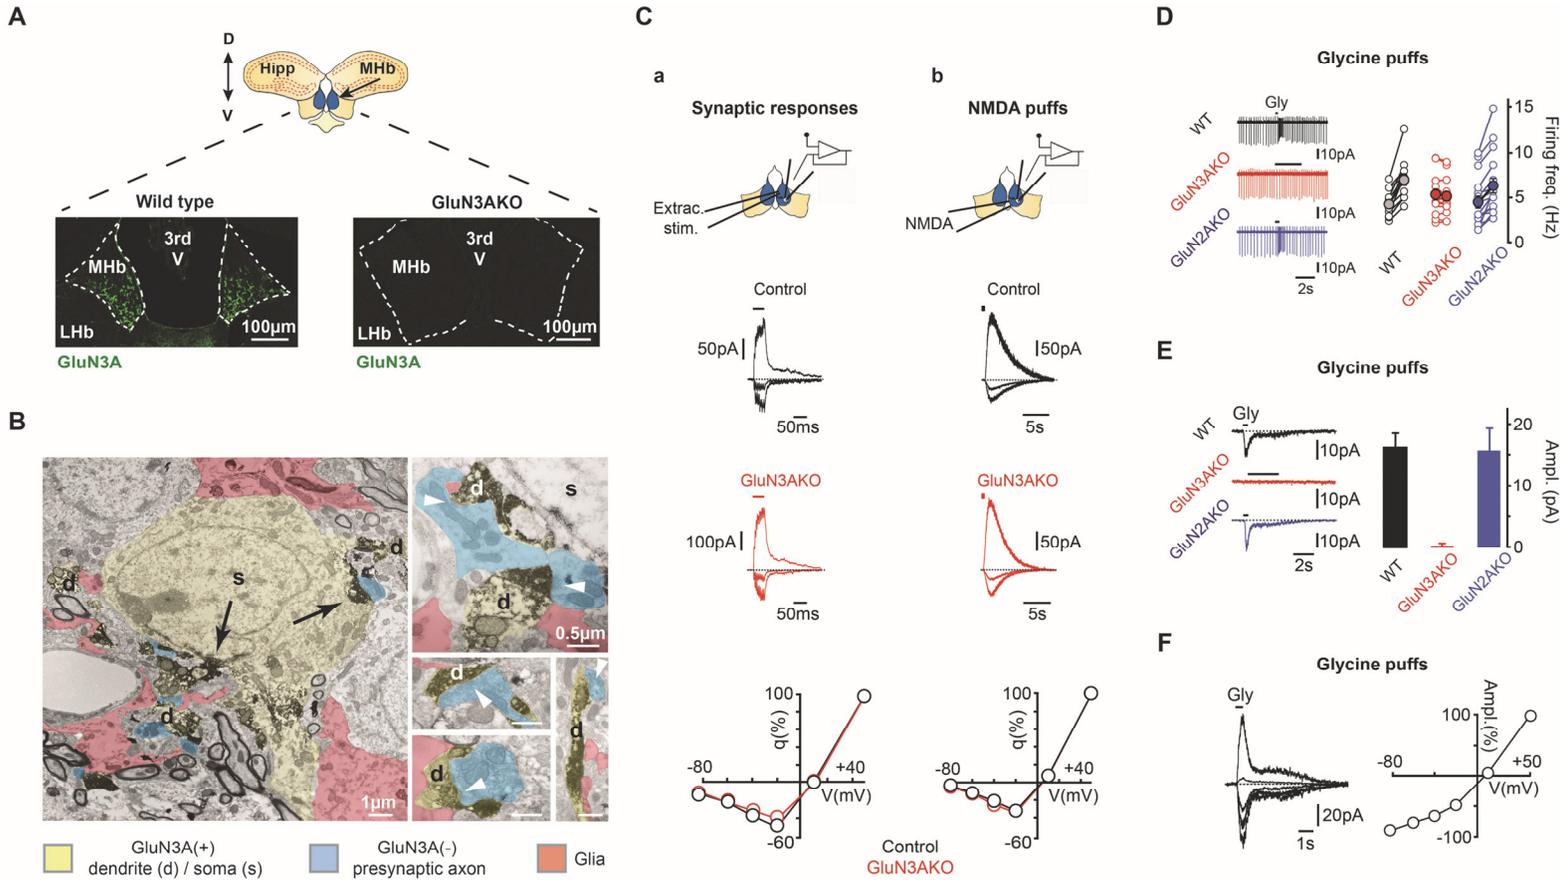 A
D
Hipp
MHb
V
Wild type
GluN3AKO
3rd
V
MHb
LHb
100µm
3rd
V
MHb
LHb
100µm
GluN3A
GluN3A
B
s
d
d
d
1µm
d
s
d
0.5µm
d
d
d
GluN3A(+)
dendrite (d) / soma (s)
GluN3A(-)
presynaptic axon
Glia
C
a
Synaptic responses
Extrac.
stim.
Control
50pA
50ms
GluN3AKO
100pA
50ms
100
q(%)
-80
+40
V(mV)
-60
b
NMDA puffs
NMDA
Control
50pA
5s
GluN3AKO
50pA
5s
100
q(%)
-80
+40
V(mV)
-60
Control
GluN3AKO
D
Glycine puffs
Gly
WT
10pA
GluN3AKO
10pA
GluN2AKO
10pA
2s
15
10
5
0
Firing freq. (Hz)
WT
GluN3AKO
GluN2AKO
E
Glycine puffs
Gly
WT
10pA
GluN3AKO
10pA
GluN2AKO
10pA
2s
20
10
0
Ampl. (pA)
WT
GluN3AKO
GluN2AKO
F
Glycine puffs
Gly
20pA
1s
100
Ampl.(%)
-80
+50
V(mV)
-100